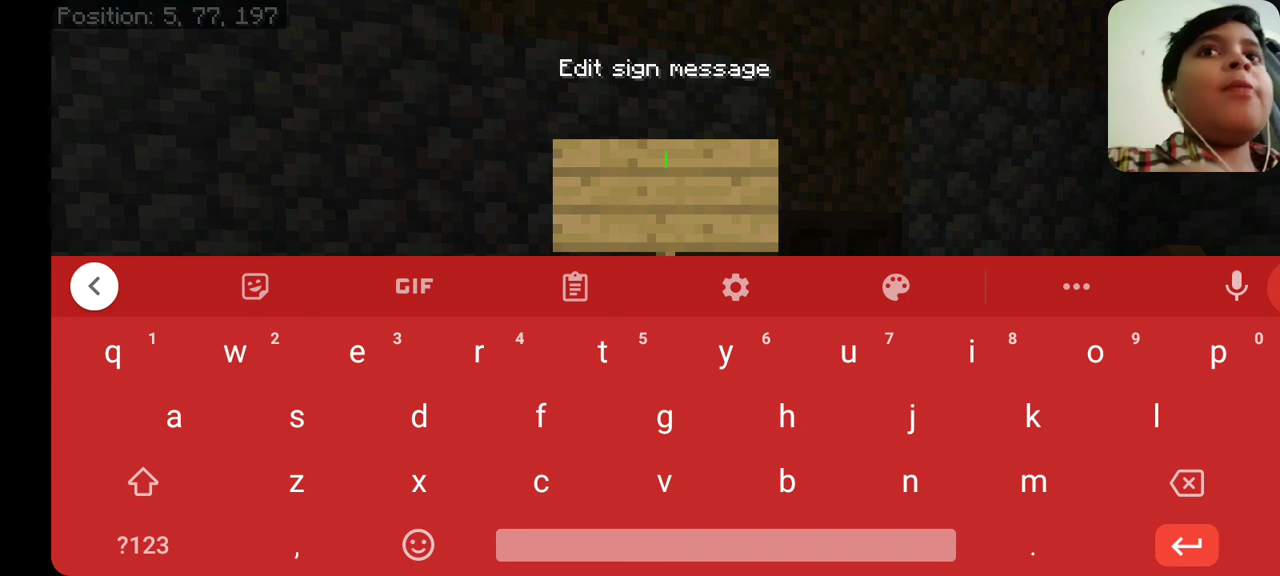 Position: 5, 77, 197
Edit sign message
GIF
q 1 w 2 e 3 r 4 t 5 y 6 u 7 i 8 o 9 p 0
a s d f g h j k l
z x c v b n m
?123 , .